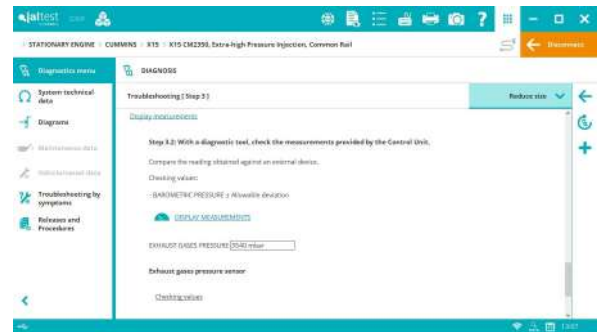 jaltest
STATIONARY ENGINE
CUMMINS
X15
X15 CM2350, Extra-high Pressure Injection, Common Rail
Disconnect
Diagnostics menu
DIAGNOSIS
System technical data
Troubleshooting [ Step 3 ]
Reduce size
Display measurements
Diagrams
Step 3.2: With a diagnostic tool, check the measurements provided by the Control Unit.
Maintenance data
Compare the reading obtained against an external device.
Checking values:
- BAROMETRIC PRESSURE ± Allowable deviation
Troubleshooting by symptoms
DISPLAY MEASUREMENTS
Releases and Procedures
EXHAUST GASES PRESSURE
mbar
Exhaust gases pressure sensor
Checking values